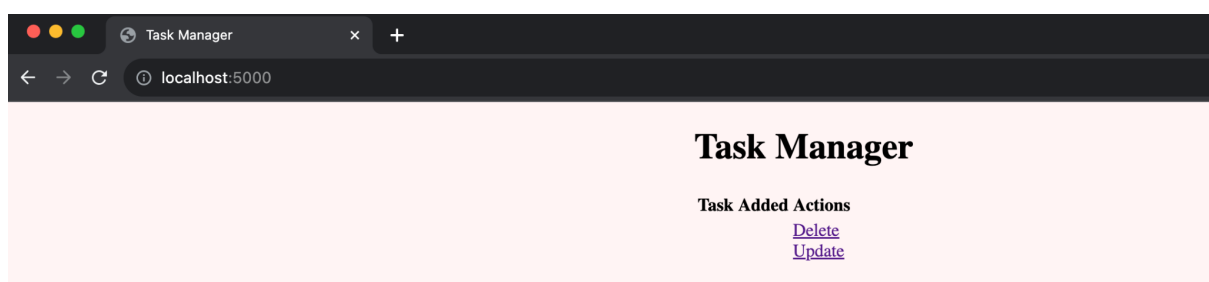 Task Manager
localhost:5000
Task Manager
Task Added Actions
Delete
Update